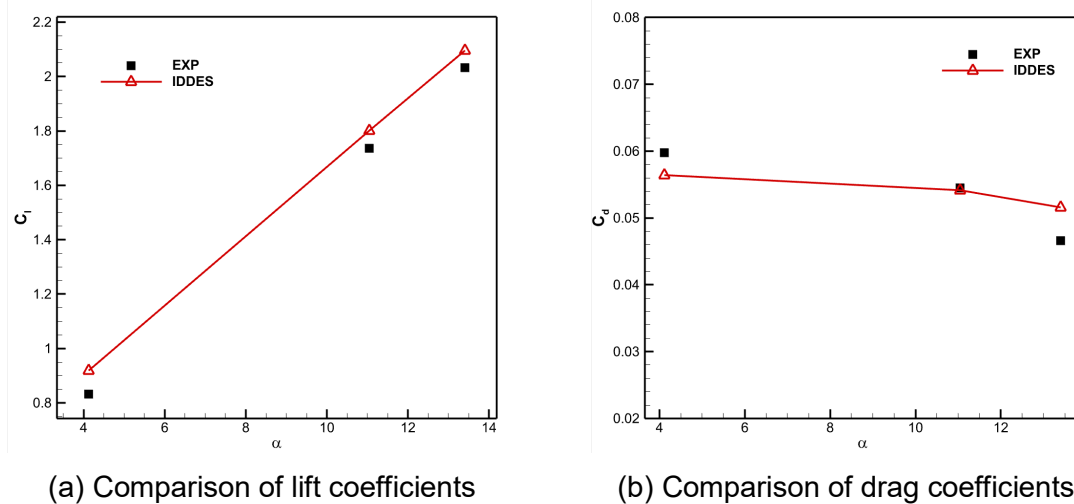 2.2
2
1.8
1.6
1.4
1.2
1
0.8
C_l
EXP
IDDES
4
6
8
10
12
14
α
0.08
0.07
0.06
0.05
0.04
0.03
0.02
C_d
EXP
IDDES
4
6
8
10
12
α
(a) Comparison of lift coefficients
(b) Comparison of drag coefficients